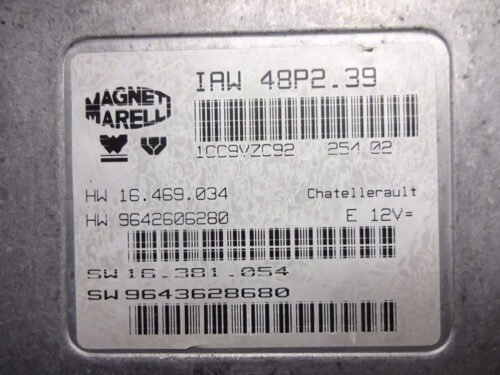 MAGNETI
MARELLI
IAW 48P2.39
1CC9VZC92 254 02
HW 16.469.034 Chatellerault
HW 9642606280 E 12V=
SW 16.381.054
SW 9643628680